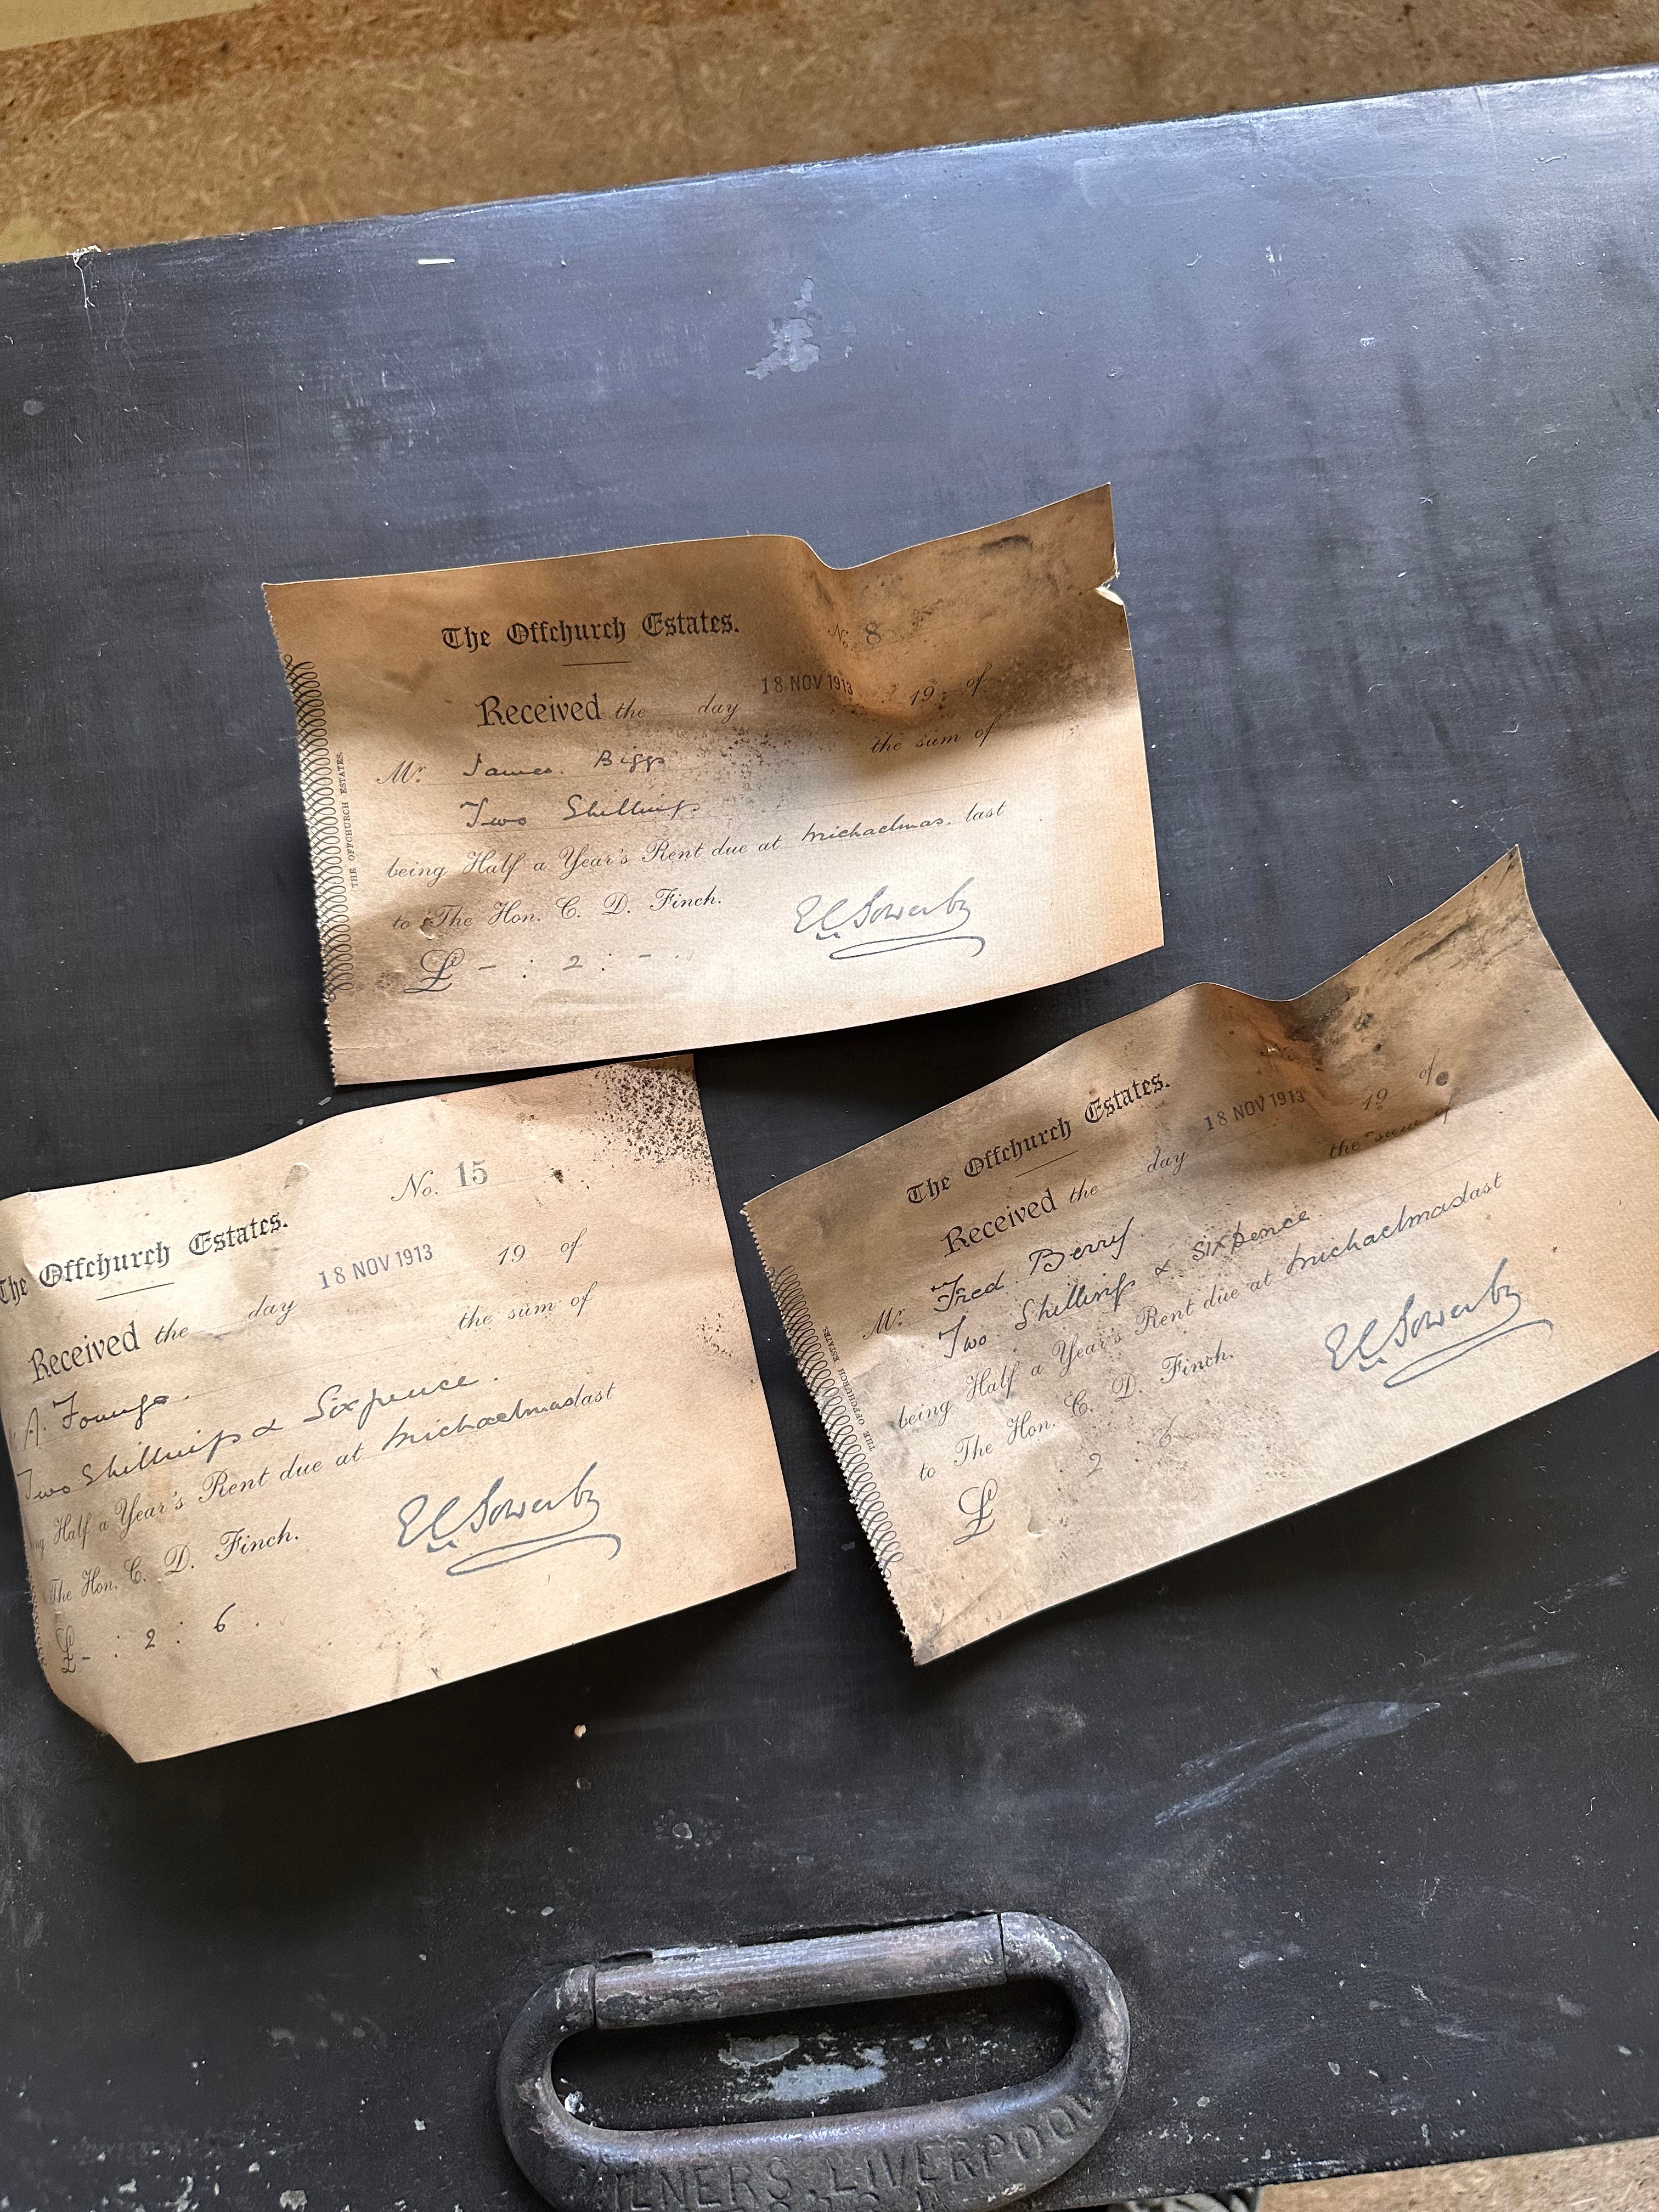 The Offchurch Estates.
No. 8
18 NOV 1913
Received the day 19 of
Mr. James Biggs the sum of
Two Shillings
being Half a Year's Rent due at Michaelmas. last
to The Hon. C. D. Finch.
£ - : 2 : -
THE OFFCHURCH ESTATES.
The Offchurch Estates.
No. 15
18 NOV 1913
Received the day 19 of
the sum of
A.
Two Shillings & Sixpence.
Half a Year's Rent due at Michaelmas last
The Hon. C. D. Finch.
£ - : 2 : 6.
The Offchurch Estates.
No.
18 NOV 1913
Received the day 19 of
Mr. Fred Berry. the sum of
Two Shillings & Sixpence.
being Half a Year's Rent due at Michaelmas last
to The Hon. C. D. Finch.
£ 2 6
THE OFFCHURCH ESTATES.
LIVERPOOL